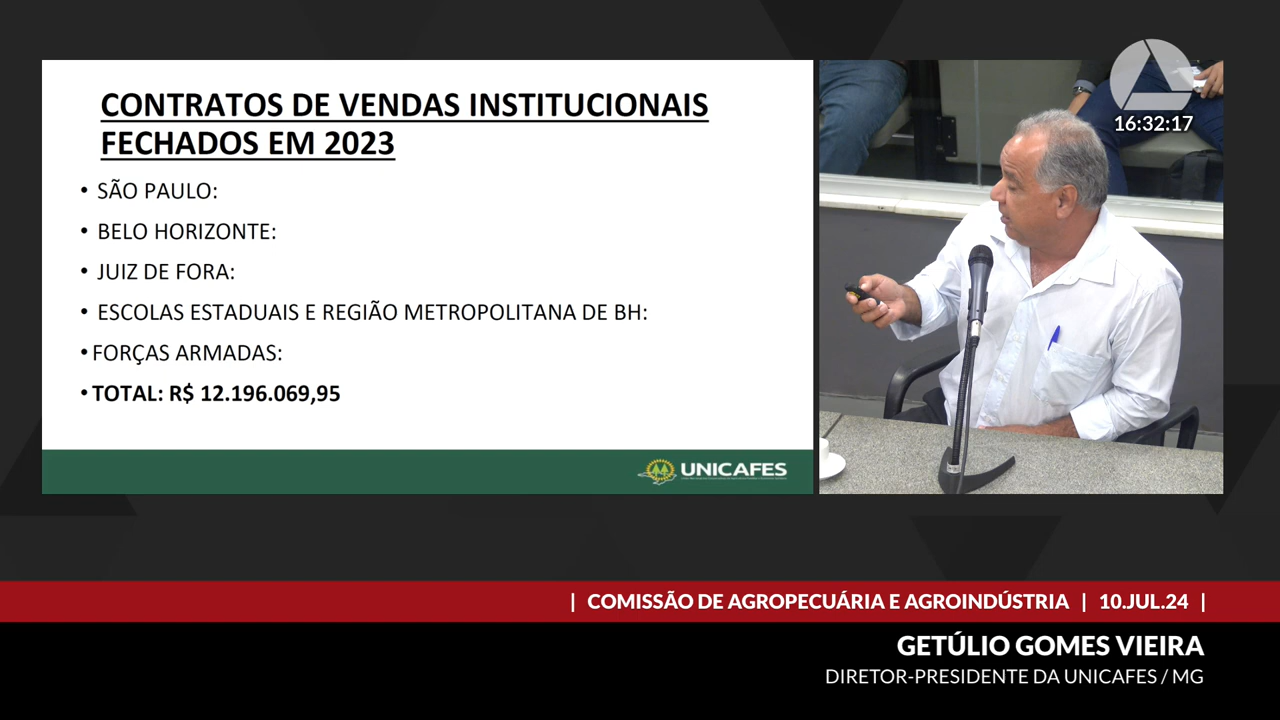 CONTRATOS DE VENDAS INSTITUCIONAIS
FECHADOS EM 2023
• SÃO PAULO:
• BELO HORIZONTE:
• JUIZ DE FORA:
• ESCOLAS ESTADUAIS E REGIÃO METROPOLITANA DE BH:
• FORÇAS ARMADAS:
• TOTAL: R$ 12.196.069,95
UNICAFES
16:32:17
| COMISSÃO DE AGROPECUÁRIA E AGROINDÚSTRIA | 10.JUL.24 |
GETÚLIO GOMES VIEIRA
DIRETOR-PRESIDENTE DA UNICAFES / MG